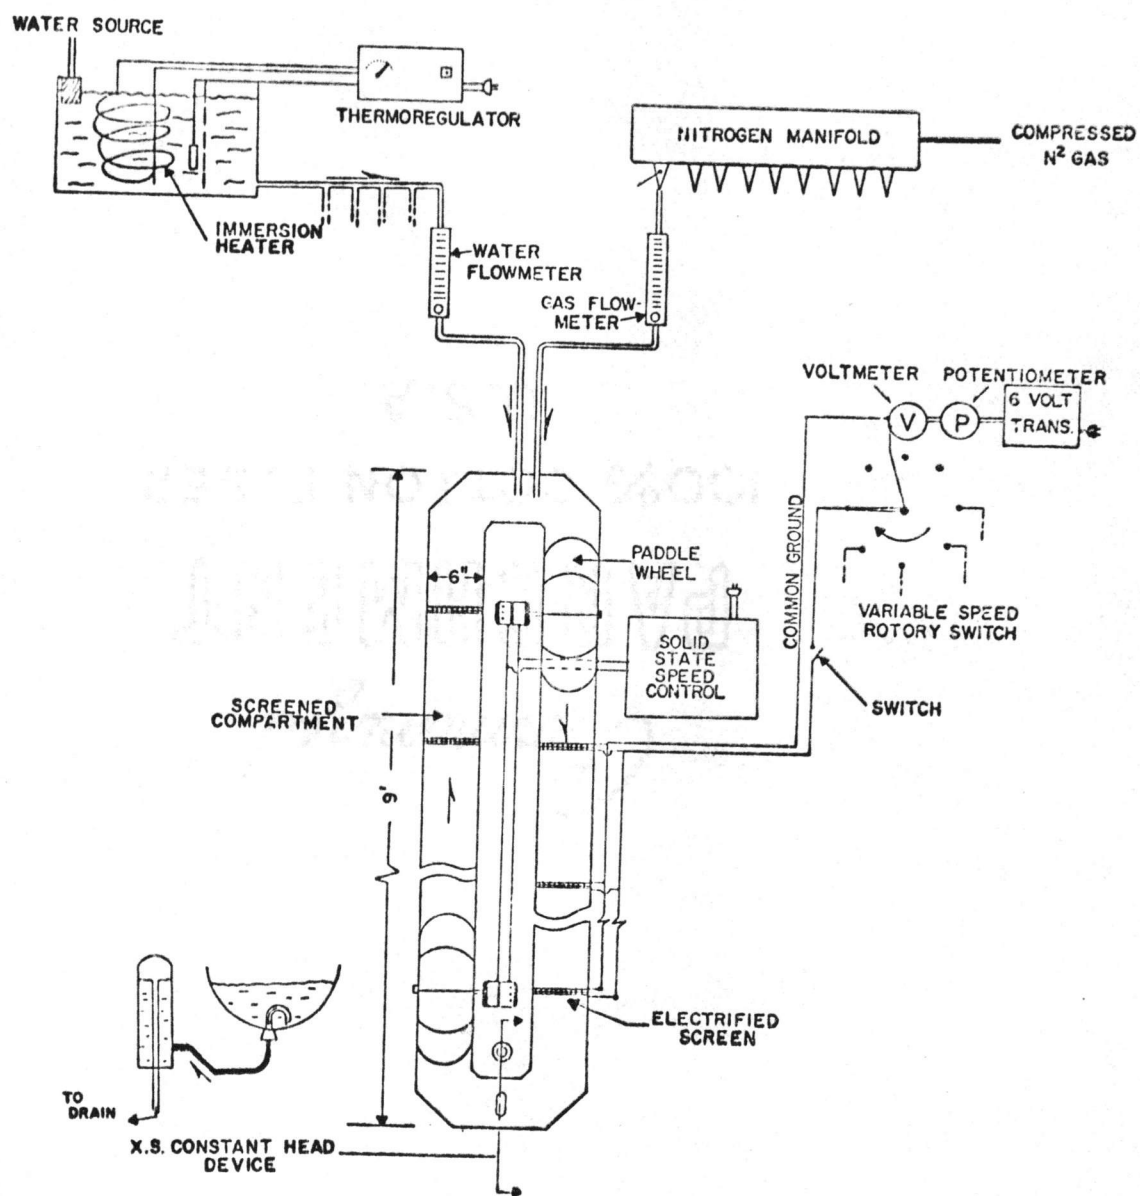 WATER SOURCE
THERMOREGULATOR
IMMERSION
HEATER
WATER
FLOWMETER
NITROGEN MANIFOLD
COMPRESSED
N² GAS
GAS FLOW-
METER
VOLTMETER
POTENTIOMETER
V
P
6 VOLT
TRANS.
COMMON GROUND
VARIABLE SPEED
ROTORY SWITCH
SWITCH
6"
PADDLE
WHEEL
SOLID
STATE
SPEED
CONTROL
SCREENED
COMPARTMENT
9'
ELECTRIFIED
SCREEN
TO
DRAIN
X.S. CONSTANT HEAD
DEVICE